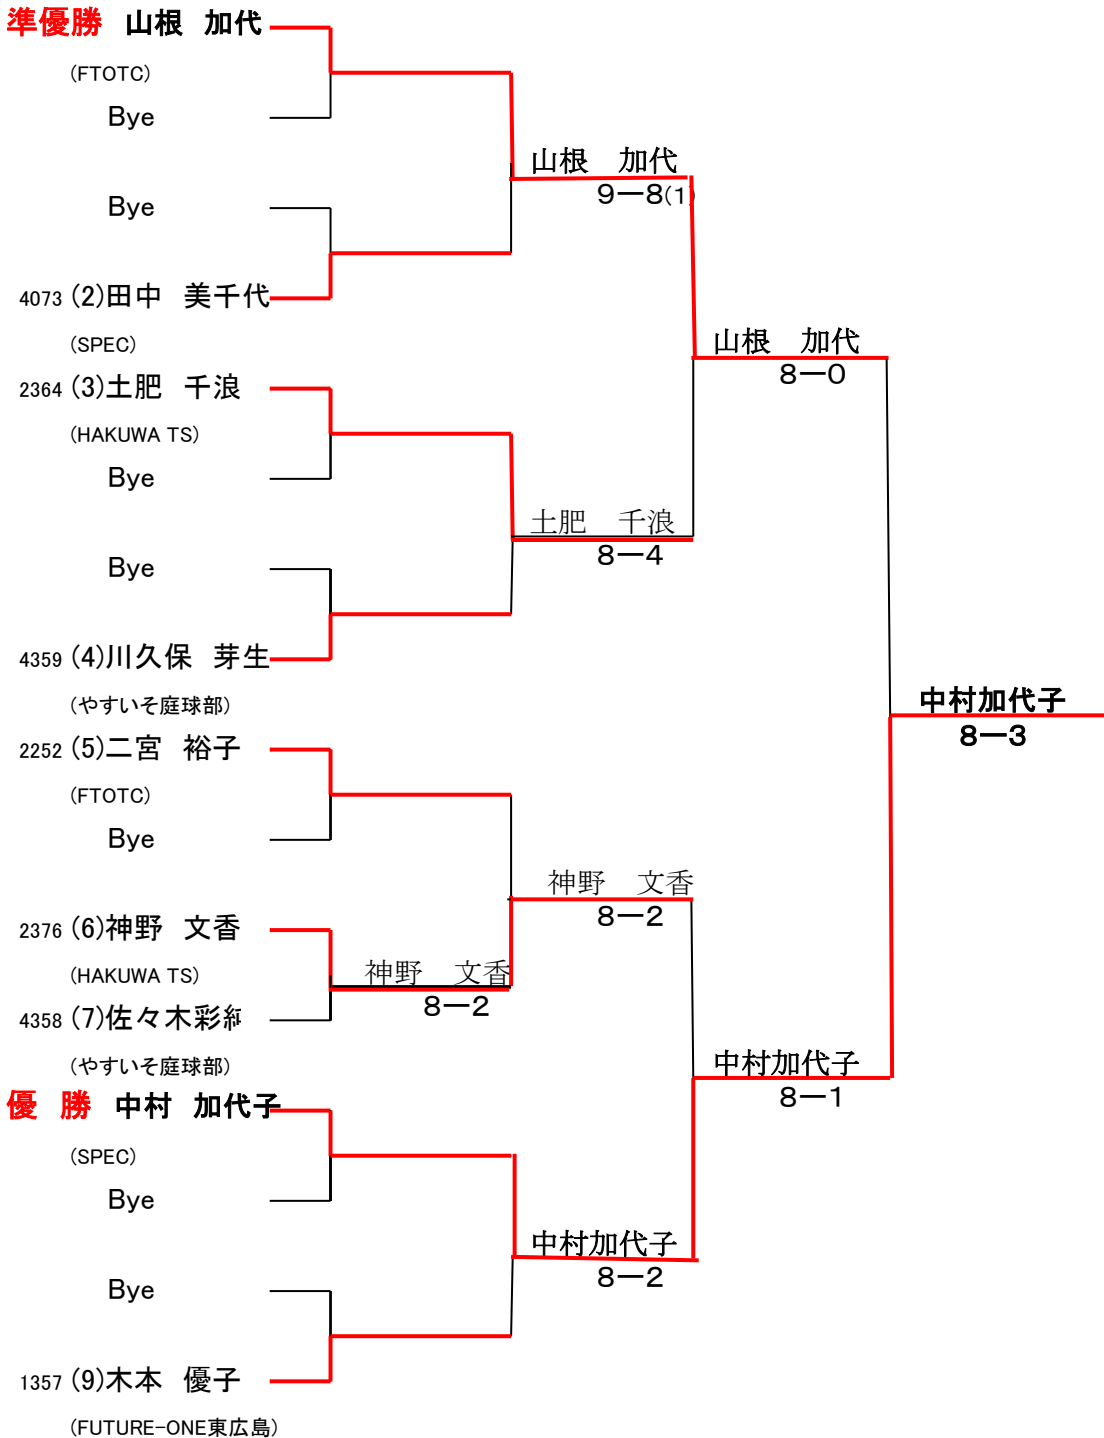 準優勝 山根 加代
(FTOTC)
Bye
山根 加代
9－8(1)
Bye
4073 (2)田中 美千代
(SPEC)
山根 加代
8－0
2364 (3)土肥 千浪
(HAKUWA TS)
Bye
土肥 千浪
8－4
Bye
4359 (4)川久保 芽生
(やすいそ庭球部)
中村加代子
8－3
2252 (5)二宮 裕子
(FTOTC)
Bye
神野 文香
8－2
2376 (6)神野 文香
(HAKUWA TS)
神野 文香
8－2
4358 (7)佐々木彩
(やすいそ庭球部)
中村加代子
8－1
優 勝 中村 加代子
(SPEC)
Bye
中村加代子
8－2
Bye
1357 (9)木本 優子
(FUTURE-ONE東広島)